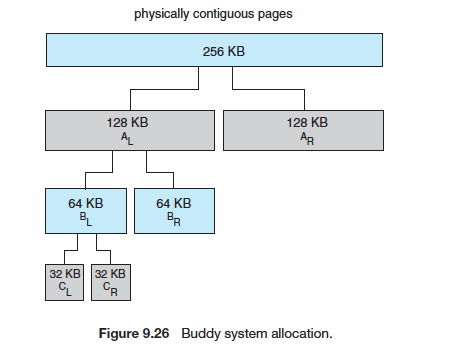 physically contiguous pages
256 KB
128 KB 128 KB
A_L A_R
64 KB 64 KB
B_L B_R
32 KB 32 KB
C_L C_R
Figure 9.26 Buddy system allocation.